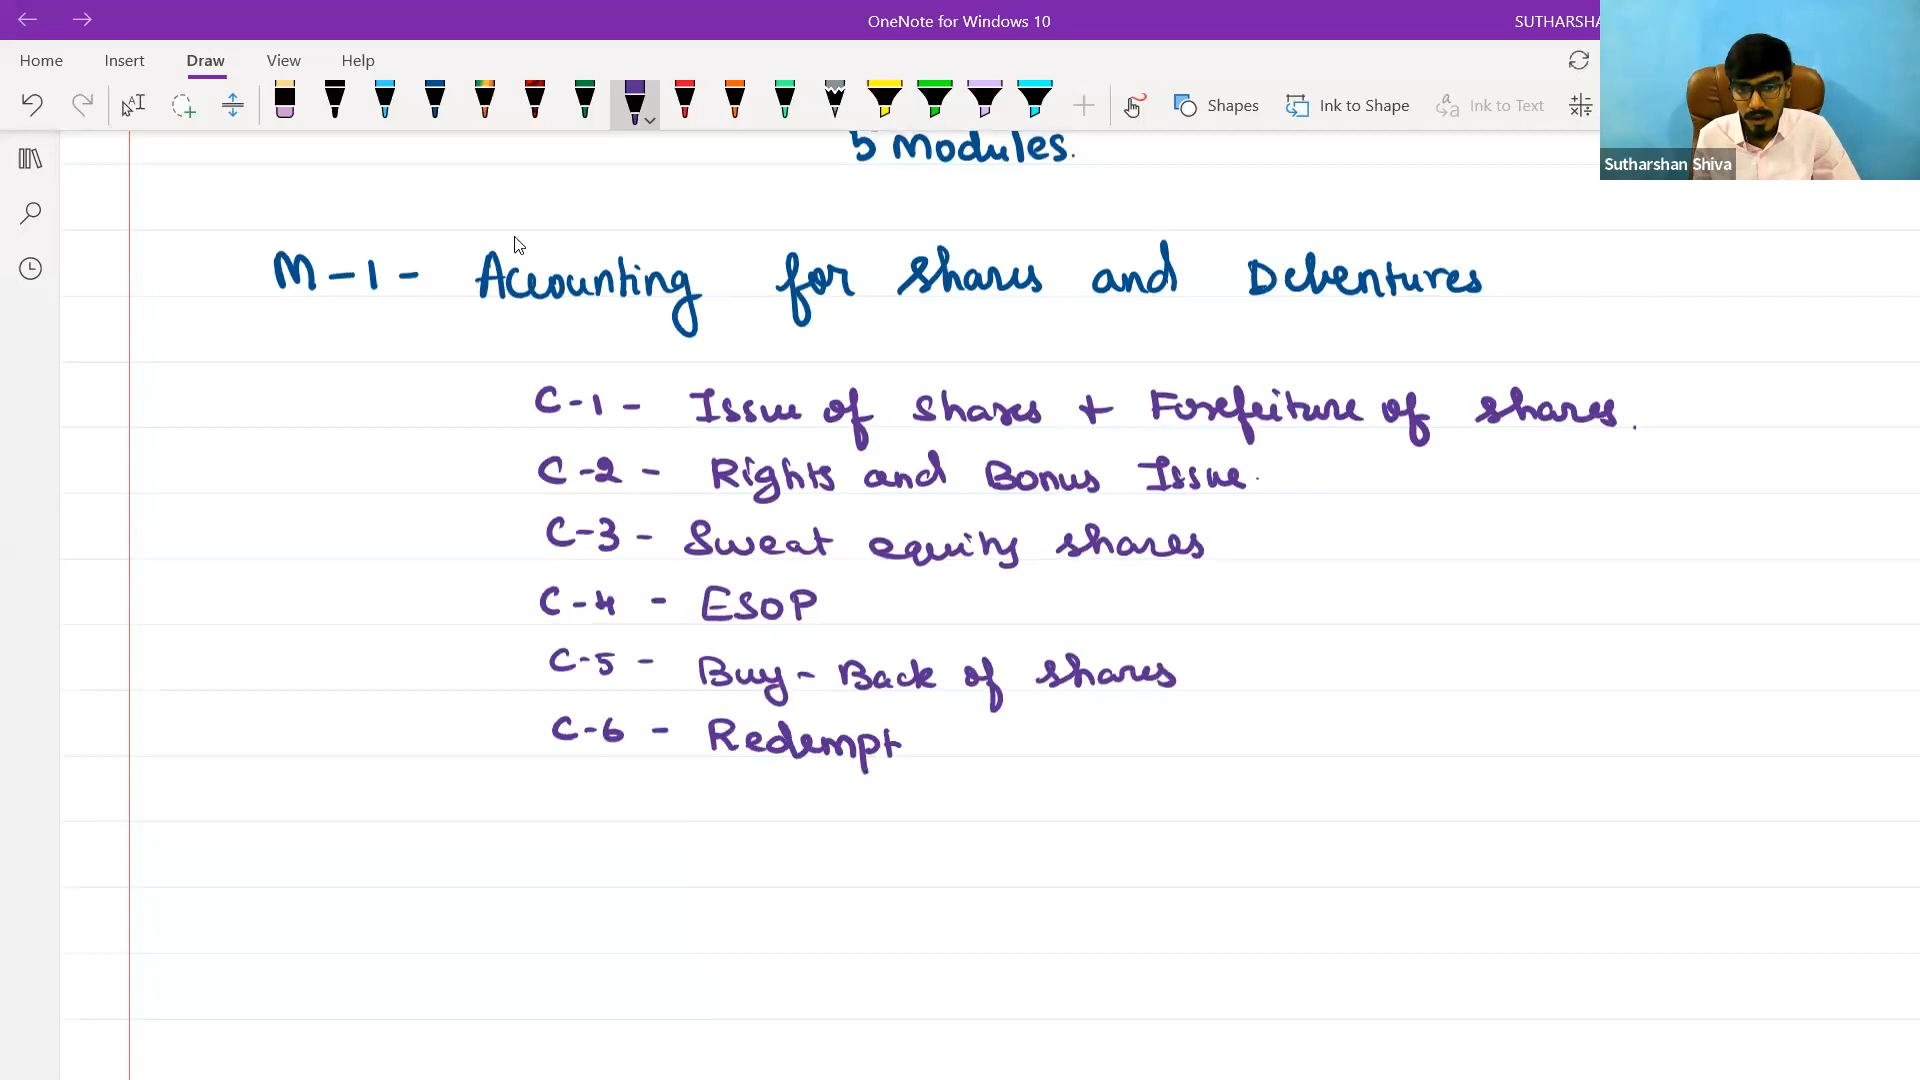 OneNote for Windows 10
SUTHARSHA
Home Insert Draw View Help
Shapes Ink to Shape Ink to Text
Sutharshan Shiva
5 Modules.
M-1- Accounting for shares and Debentures
C-1- Issue of shares + Forefeiture of shares.
C-2- Rights and Bonus Issue.
C-3- Sweat equity shares
C-4 - ESOP
C-5 - Buy-Back of shares
C-6 - Redempt